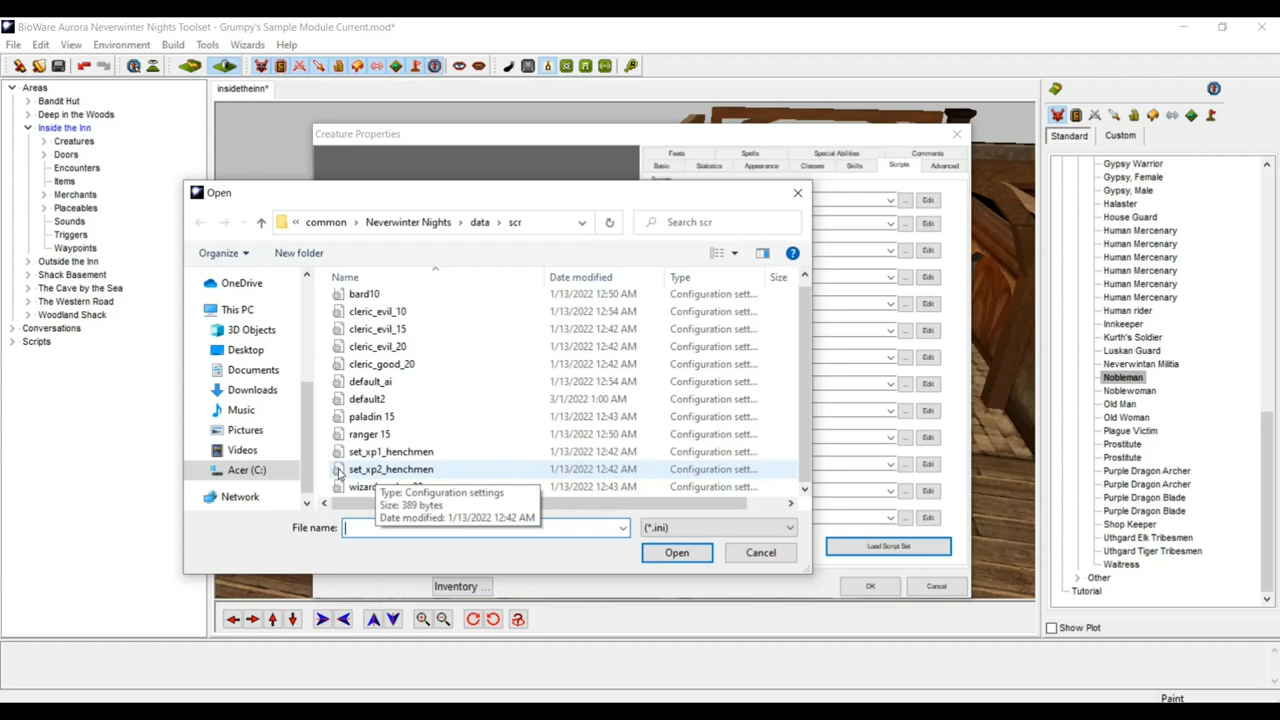 BioWare Aurora Neverwinter Nights Toolset - Grumpy's Sample Module Current.mod*
File Edit View Environment Build Tools Wizards Help
Areas
Bandit Hut
Deep in the Woods
Inside the Inn
Creatures
Doors
Encounters
Items
Merchants
Placeables
Sounds
Triggers
Waypoints
Outside the Inn
Shack Basement
The Cave by the Sea
The Western Road
Woodland Shack
Conversations
Scripts
insidetheinn*
Creature Properties
Feats Spells Special Abilities Comments
Basic Statistics Appearance Classes Skills Scripts Advanced
... Edit
... Edit
... Edit
... Edit
... Edit
... Edit
... Edit
... Edit
... Edit
... Edit
... Edit
... Edit
... Edit
Load Script Set
Inventory ...
OK Cancel
Open
« common > Neverwinter Nights > data > scr
Search scr
Organize New folder
OneDrive
This PC
3D Objects
Desktop
Documents
Downloads
Music
Pictures
Videos
Acer (C:)
Network
Name Date modified Type Size
bard10 1/13/2022 12:50 AM Configuration sett...
cleric_evil_10 1/13/2022 12:54 AM Configuration sett...
cleric_evil_15 1/13/2022 12:42 AM Configuration sett...
cleric_evil_20 1/13/2022 12:42 AM Configuration sett...
cleric_good_20 1/13/2022 12:42 AM Configuration sett...
default_ai 1/13/2022 12:54 AM Configuration sett...
default2 3/1/2022 1:00 AM Configuration sett...
paladin 15 1/13/2022 12:43 AM Configuration sett...
ranger 15 1/13/2022 12:50 AM Configuration sett...
set_xp1_henchmen 1/13/2022 12:42 AM Configuration sett...
set_xp2_henchmen 1/13/2022 12:42 AM Configuration sett...
1/13/2022 12:43 AM Configuration sett...
Type: Configuration settings
Size: 389 bytes
Date modified: 1/13/2022 12:42 AM
File name:
(*.ini)
Open Cancel
Standard Custom
Gypsy Warrior
Gypsy, Female
Gypsy, Male
Halaster
House Guard
Human Mercenary
Human Mercenary
Human Mercenary
Human Mercenary
Human Mercenary
Human Mercenary
Human rider
Innkeeper
Kurth's Soldier
Luskan Guard
Neverwintan Militia
Nobleman
Noblewoman
Old Man
Old Woman
Plague Victim
Prostitute
Prostitute
Purple Dragon Archer
Purple Dragon Archer
Purple Dragon Blade
Purple Dragon Blade
Shop Keeper
Uthgard Elk Tribesmen
Uthgard Tiger Tribesmen
Waitress
Other
Tutorial
Show Plot
Paint